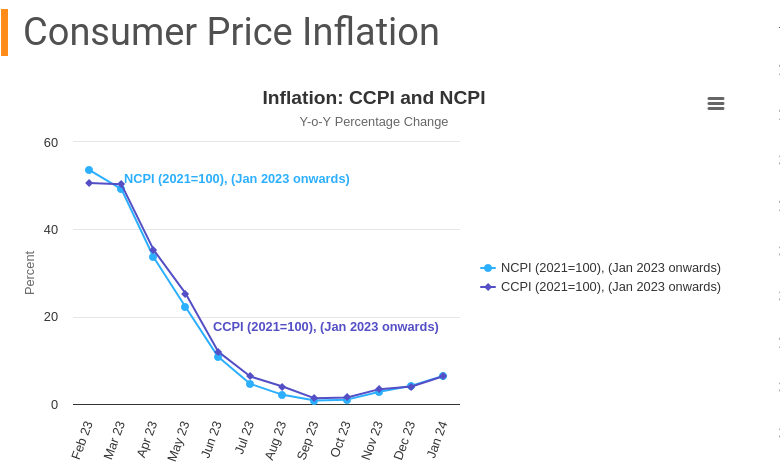 Consumer Price Inflation
Inflation: CCPI and NCPI
Y-o-Y Percentage Change
60
40
20
0
Percent
NCPI (2021=100), (Jan 2023 onwards)
CCPI (2021=100), (Jan 2023 onwards)
NCPI (2021=100), (Jan 2023 onwards)
CCPI (2021=100), (Jan 2023 onwards)
Feb 23
Mar 23
Apr 23
May 23
Jun 23
Jul 23
Aug 23
Sep 23
Oct 23
Nov 23
Dec 23
Jan 24